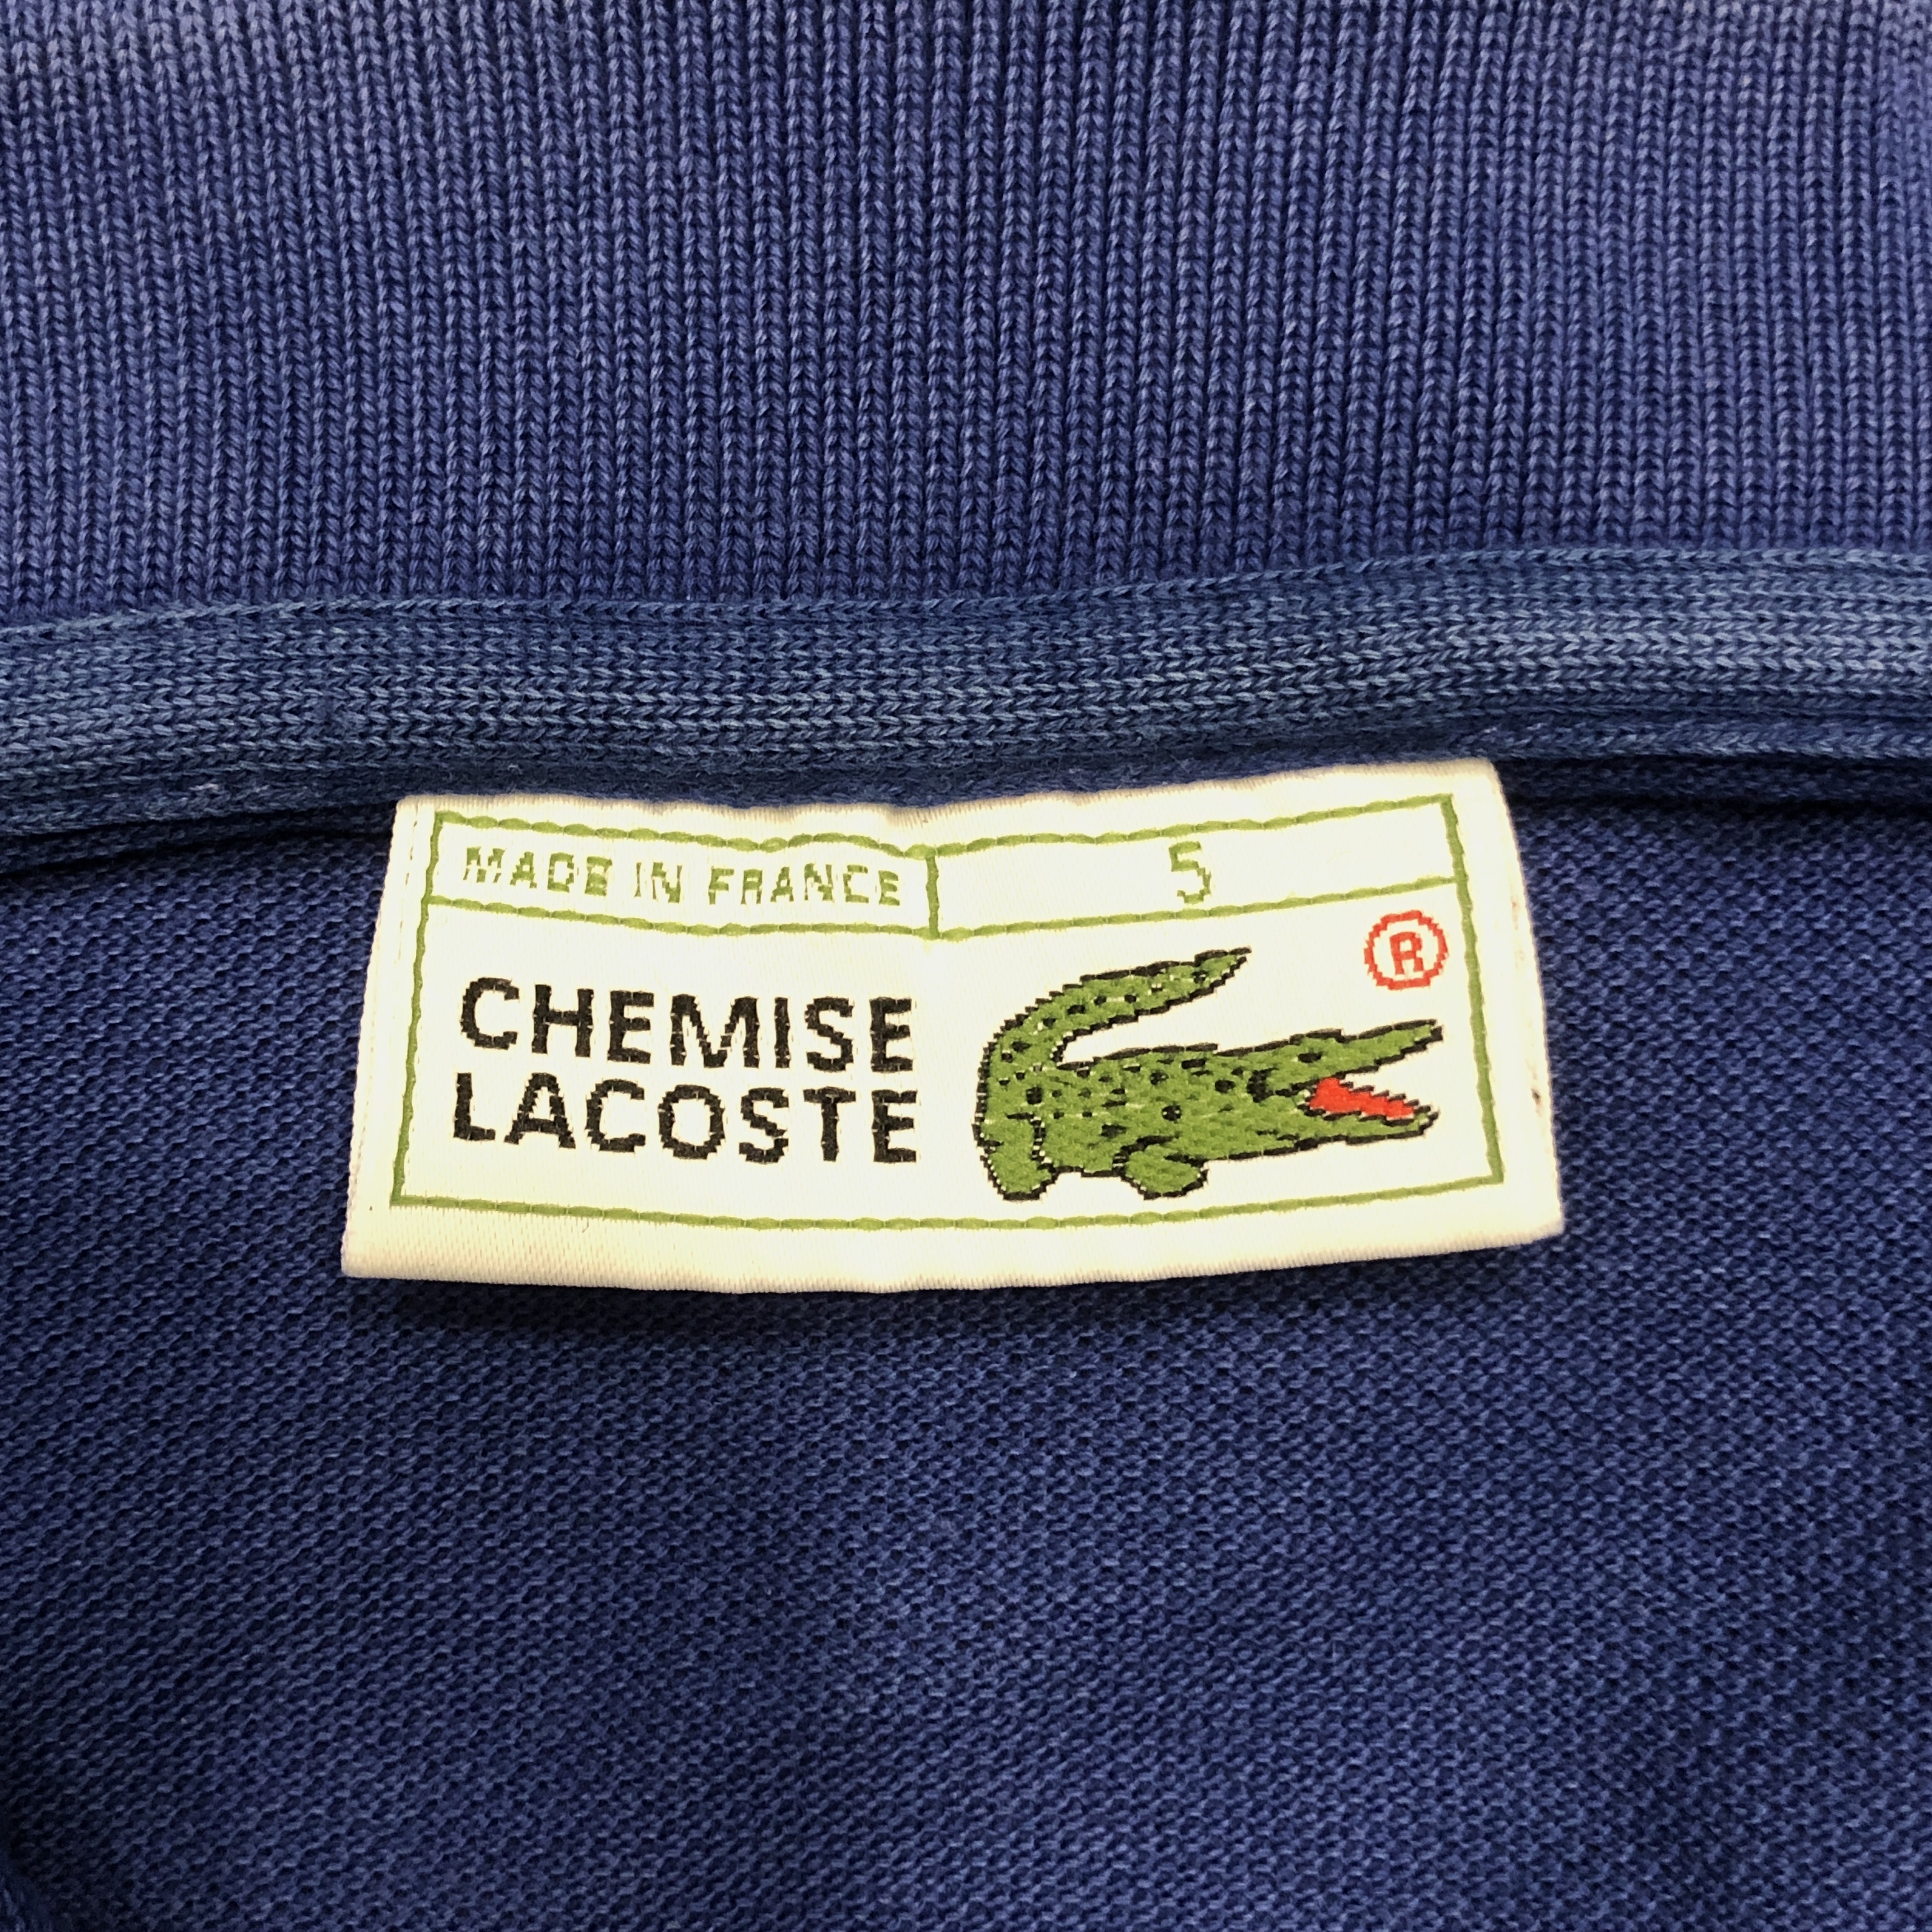 MADE IN FRANCE 5
CHEMISE ®
LACOSTE